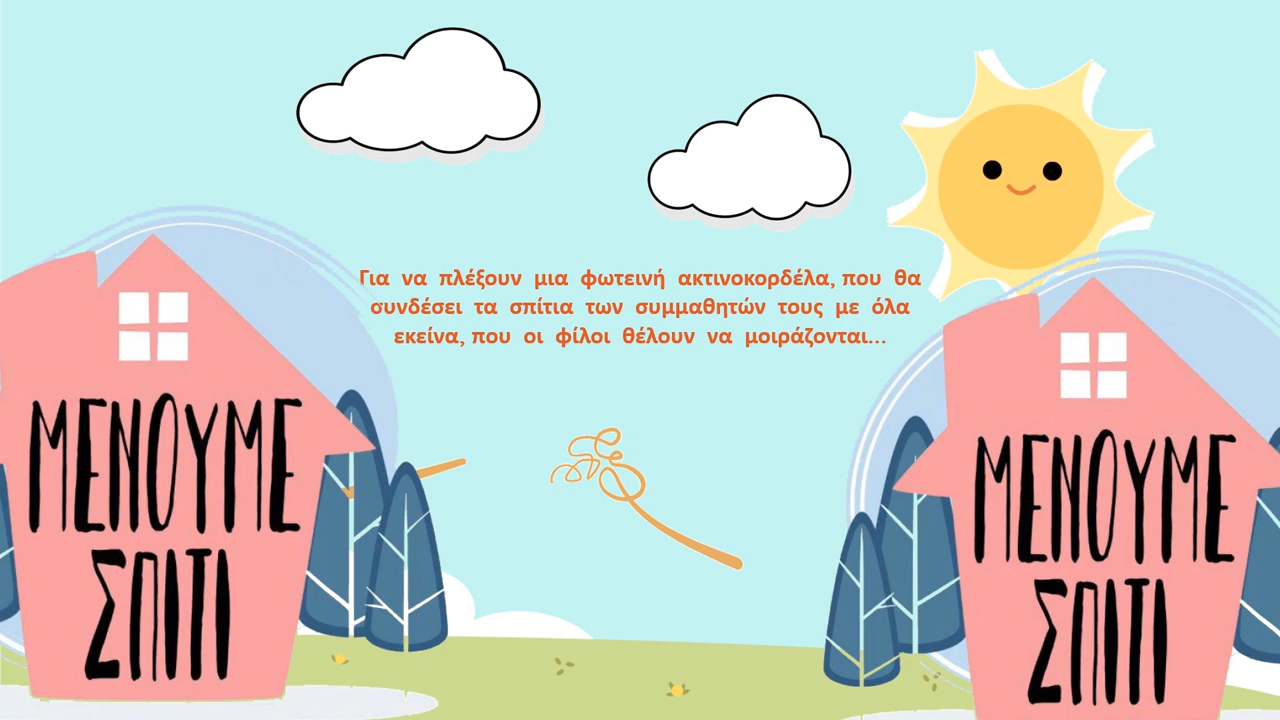 Για να πλέξουν μια φωτεινή ακτινοκορδέλα, που θα
συνδέσει τα σπίτια των συμμαθητών τους με όλα
εκείνα, που οι φίλοι θέλουν να μοιράζονται...
ΜΕΝΟΥΜΕ
ΣΠΙΤΙ
ΜΕΝΟΥΜΕ
ΣΠΙΤΙ